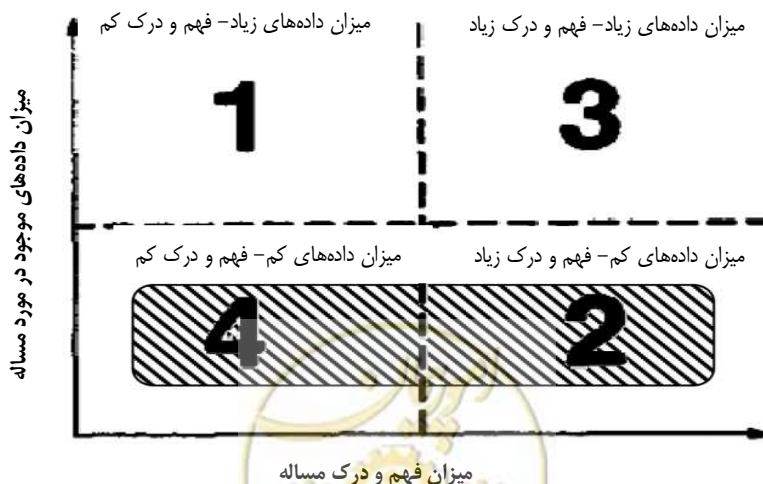 میزان داده‌های زیاد- فهم و درک زیاد
میزان داده‌های زیاد- فهم و درک کم
3
1
میزان داده‌های موجود در مورد مساله
میزان داده‌های کم- فهم و درک زیاد
میزان داده‌های کم- فهم و درک کم
2
4
میزان فهم و درک مساله